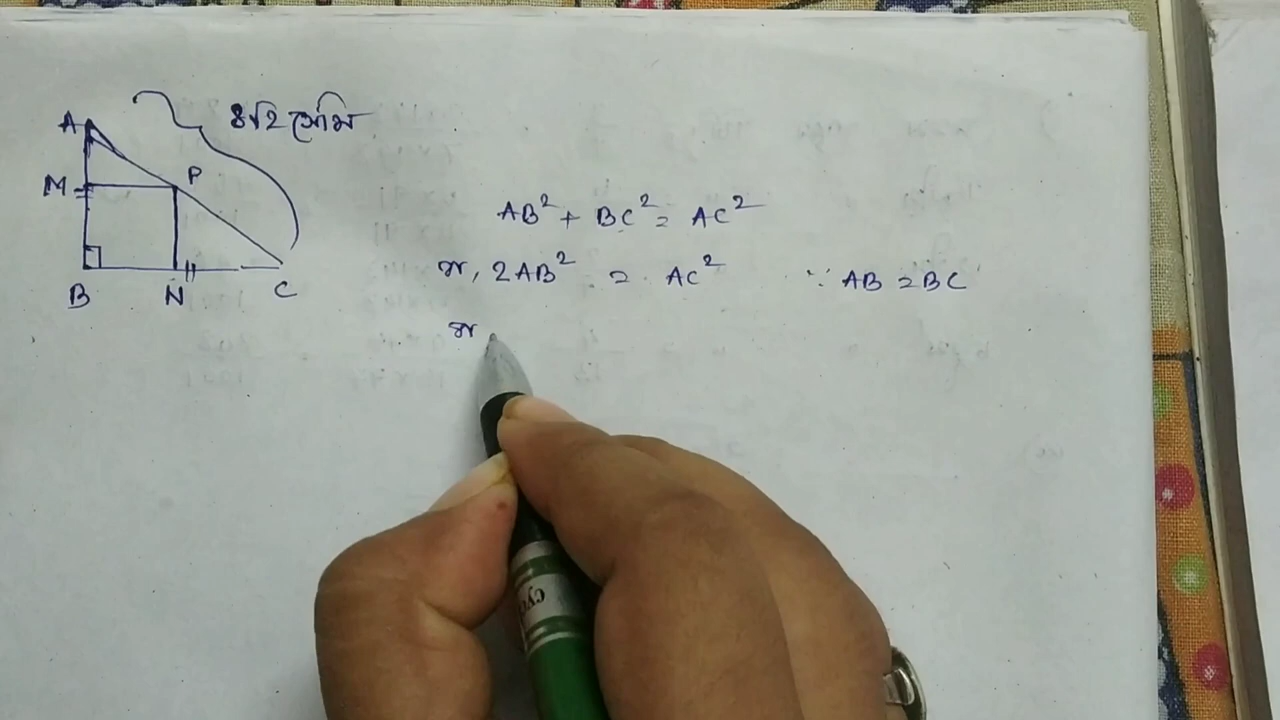 A
8√2 সেমি
M
P
B
N
C
AB² + BC² = AC²
বা, 2AB² = AC² ∵ AB = BC
বা